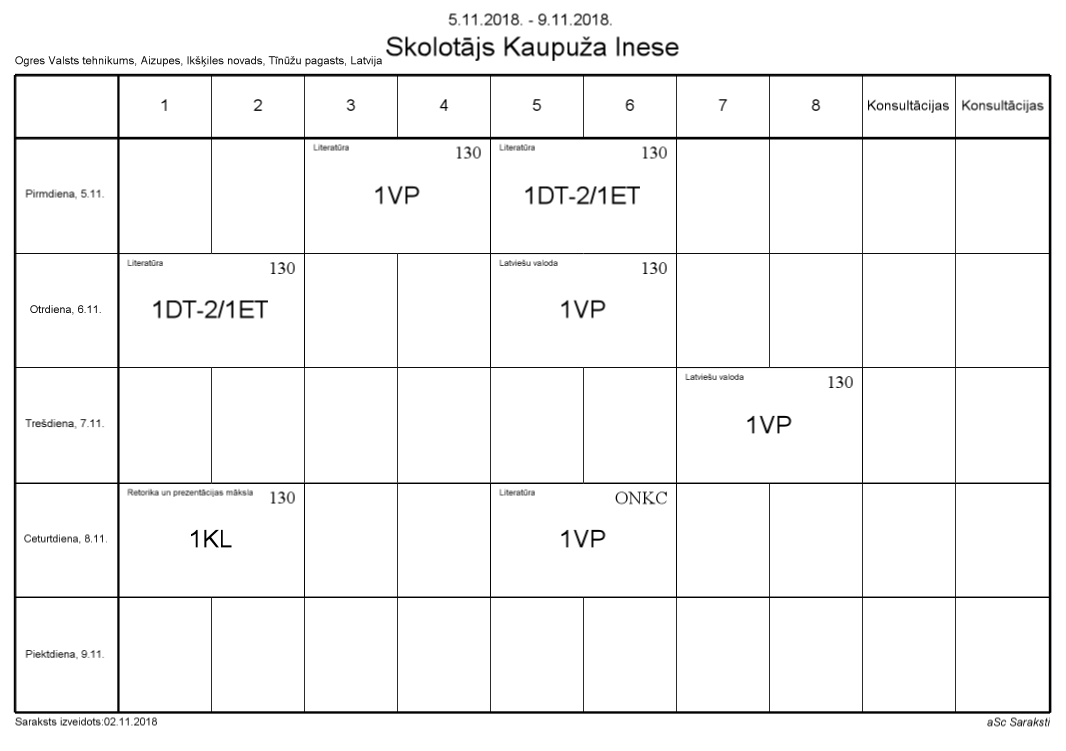 5.11.2018. - 9.11.2018.
Skolotājs Kaupuža Inese
Ogres Valsts tehnikums, Aizupes, Ikšķiles novads, Tīnūžu pagasts, Latvija
1 2 3 4 5 6 7 8 Konsultācijas Konsultācijas
Pirmdiena, 5.11.
Literatūra 130
1VP
Literatūra 130
1DT-2/1ET
Otrdiena, 6.11.
Literatūra 130
1DT-2/1ET
Latviešu valoda 130
1VP
Trešdiena, 7.11.
Latviešu valoda 130
1VP
Ceturtdiena, 8.11.
Retorika un prezentācijas māksla 130
1KL
Literatūra ONKC
1VP
Piektdiena, 9.11.
Saraksts izveidots:02.11.2018
aSc Saraksti